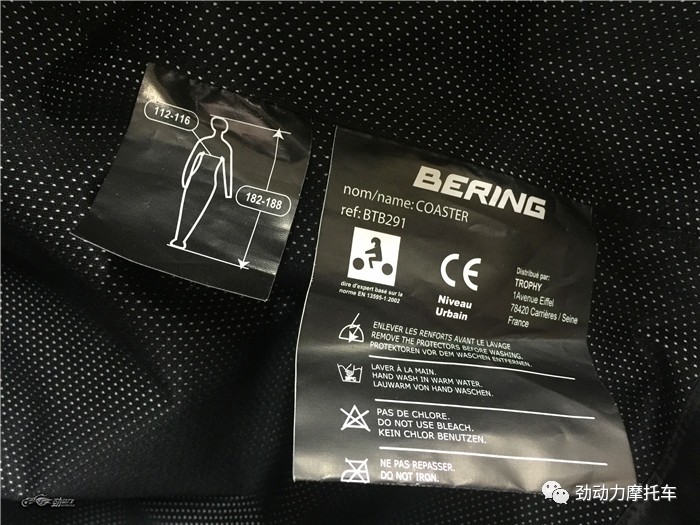 112-116
182-188
BERING
nom/name: COASTER
ref: BTB291
dire d'expert basé sur la
norme EN 13595-1:2002
CE
Niveau
Urbain
Distribué par:
TROPHY
1Avenue Eiffel
78420 Carrières / Seine
France
ENLEVER LES RENFORTS AVANT LE LAVAGE
REMOVE THE PROTECTORS BEFORE WASHING.
PROTEKTOREN VOR DEM WASCHEN ENTFERNEN.
LAVER À LA MAIN.
HAND WASH IN WARM WATER.
LAUWARM VON HAND WASCHEN.
PAS DE CHLORE.
DO NOT USE BLEACH.
KEIN CHLOR BENUTZEN.
NE PAS REPASSER.
DO NOT IRON.
劲动力摩托车